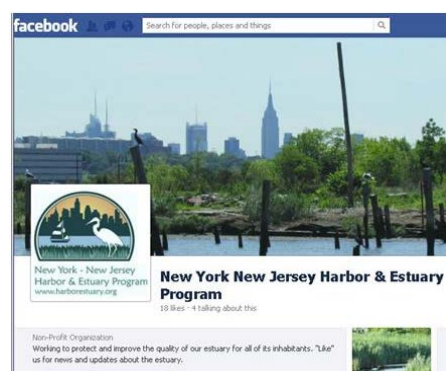 facebook
Search for people, places and things
New York - New Jersey
Harbor & Estuary Program
www.harborestuary.org
New York New Jersey Harbor & Estuary
Program
18 likes · 4 talking about this
Non-Profit Organization
Working to protect and improve the quality of our estuary for all of its inhabitants. "Like"
us for news and updates about the estuary.